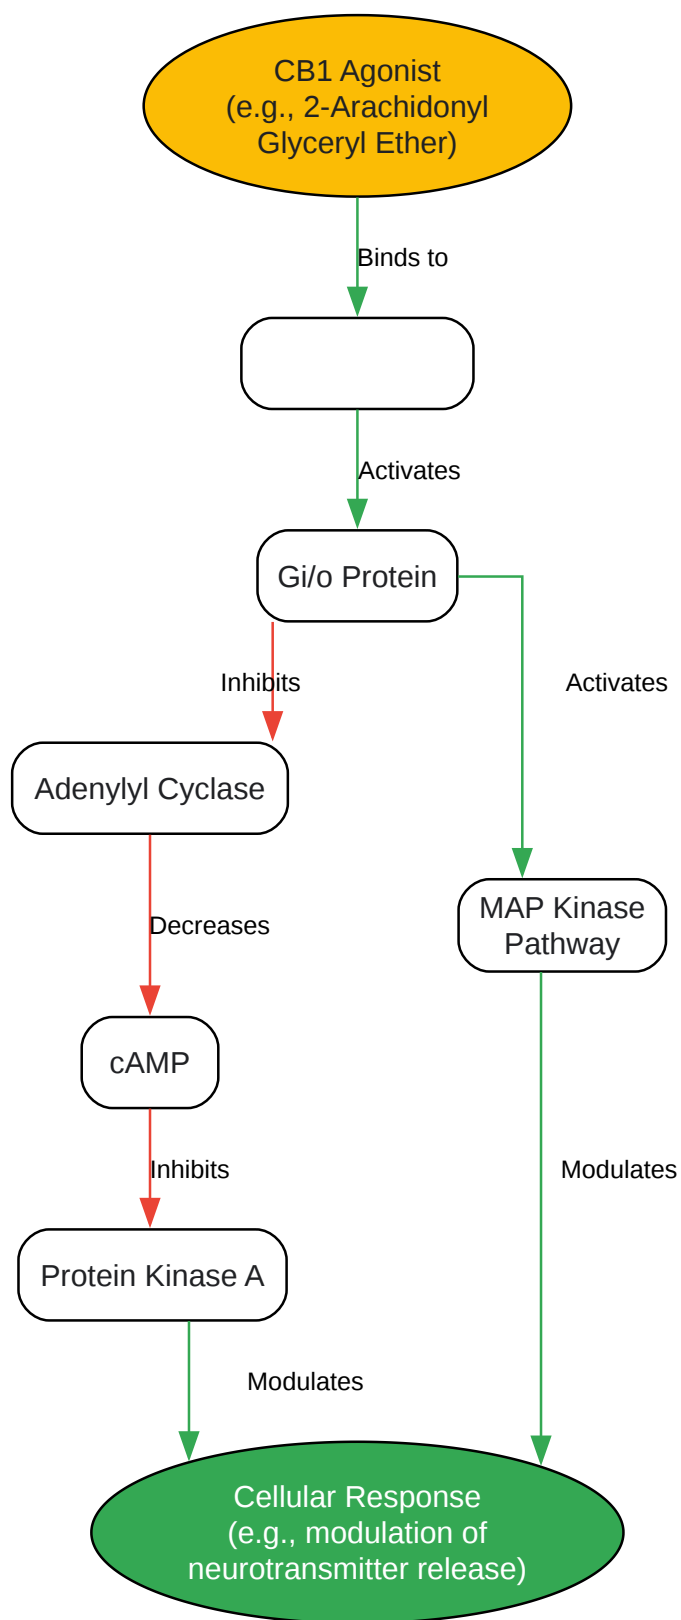 CB1 Agonist
(e.g., 2-Arachidonyl
Glyceryl Ether)
Binds to
Activates
Gi/o Protein
Inhibits
Activates
Adenylyl Cyclase
Decreases
MAP Kinase
Pathway
cAMP
Inhibits
Modulates
Protein Kinase A
Modulates
Cellular Response
(e.g., modulation of
neurotransmitter release)